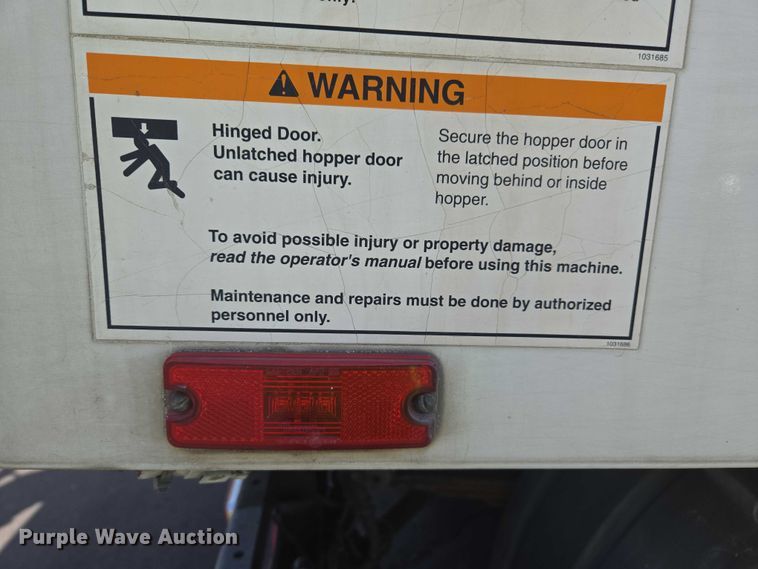 only.
1031685
WARNING
Hinged Door.
Unlatched hopper door
can cause injury.
Secure the hopper door in
the latched position before
moving behind or inside
hopper.
To avoid possible injury or property damage,
read the operator's manual before using this machine.
Maintenance and repairs must be done by authorized
personnel only.
1031686
Purple Wave Auction